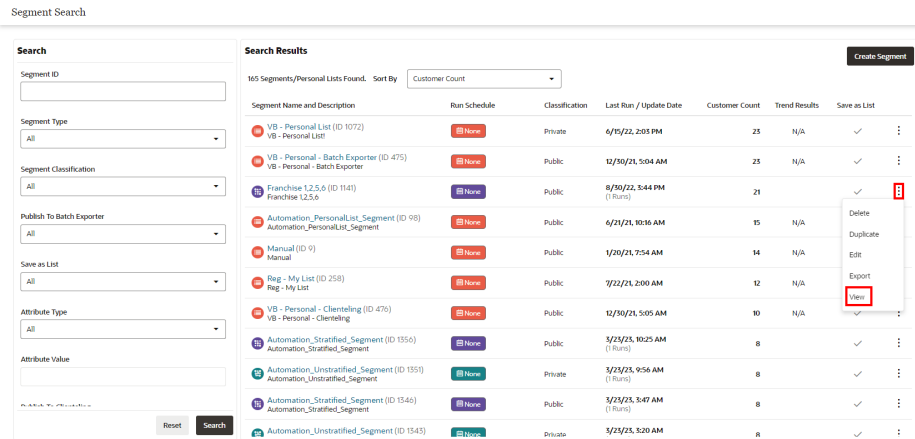 Segment Search
Search
Segment ID
Segment Type
All
Segment Classification
All
Publish To Batch Exporter
All
Save as List
All
Attribute Type
All
Attribute Value
Publish To Clienteling
Reset Search
Search Results
Create Segment
165 Segments/Personal Lists Found. Sort By Customer Count
Segment Name and Description Run Schedule Classification Last Run / Update Date Customer Count Trend Results Save as List
VB - Personal List (ID 1072)
VB - Personal List!
None Private 6/15/22, 2:03 PM 23 N/A
VB - Personal - Batch Exporter (ID 475)
VB - Personal - Batch Exporter
None Public 12/30/21, 5:04 AM 23 N/A
Franchise 1,2,5,6 (ID 1141)
Franchise 1,2,5,6
None Public 8/30/22, 3:44 PM 21
(1 Runs)
Automation_PersonalList_Segment (ID 98)
Automation_PersonalList_Segment
None Public 6/21/21, 10:16 AM 15 N/A
Manual (ID 9)
Manual
None Public 1/20/21, 7:54 AM 14 N/A
Reg - My List (ID 258)
Reg - My List
None Public 7/22/21, 2:00 AM 12 N/A
VB - Personal - Clienteling (ID 476)
VB - Personal - Clienteling
None Public 12/30/21, 5:05 AM 10 N/A
Automation_Stratified_Segment (ID 1356)
Automation_Stratified_Segment
None Public 3/23/23, 10:25 AM 8
(1 Runs)
Automation_Unstratified_Segment (ID 1351)
Automation_Unstratified_Segment
None Private 3/23/23, 9:56 AM 8
(1 Runs)
Automation_Stratified_Segment (ID 1346)
Automation_Stratified_Segment
None Public 3/23/23, 3:47 AM 8
(1 Runs)
Automation_Unstratified_Segment (ID 1343)
None Private 3/23/23, 3:20 AM 8
Delete
Duplicate
Edit
Export
View